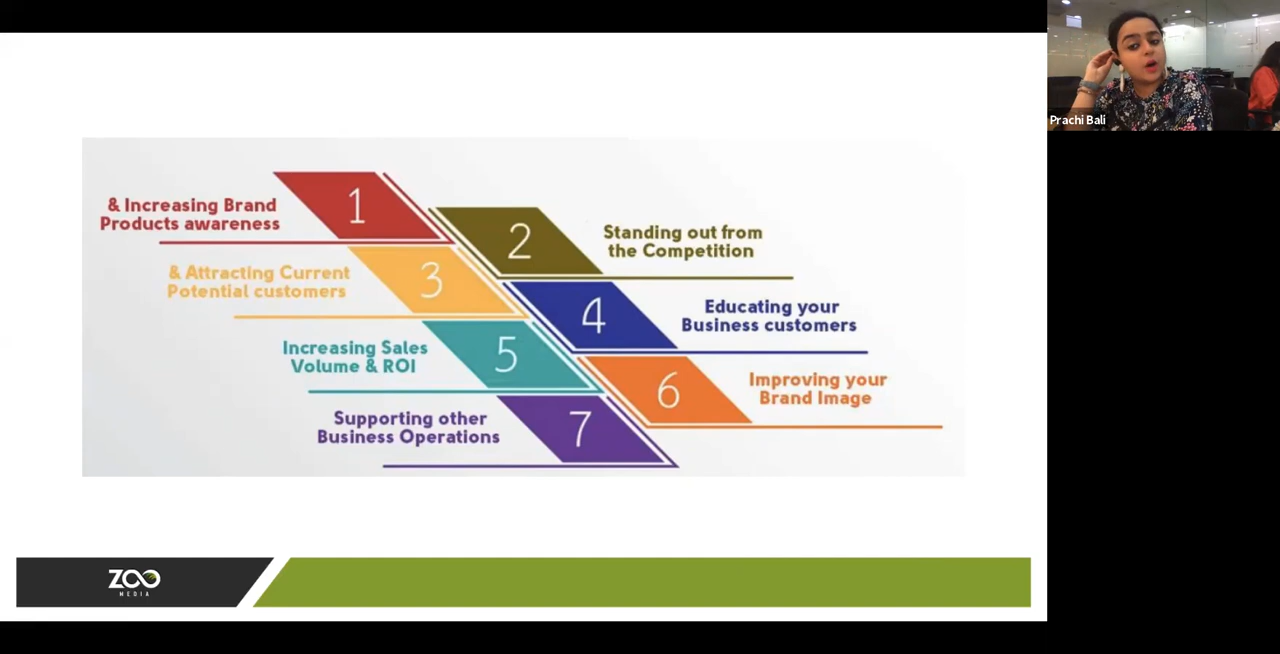 Prachi Bali
1
& Increasing Brand
Products awareness
2
Standing out from
the Competition
3
& Attracting Current
Potential customers
4
Educating your
Business customers
5
Increasing Sales
Volume & ROI
6
Improving your
Brand Image
7
Supporting other
Business Operations
ZOO
MEDIA